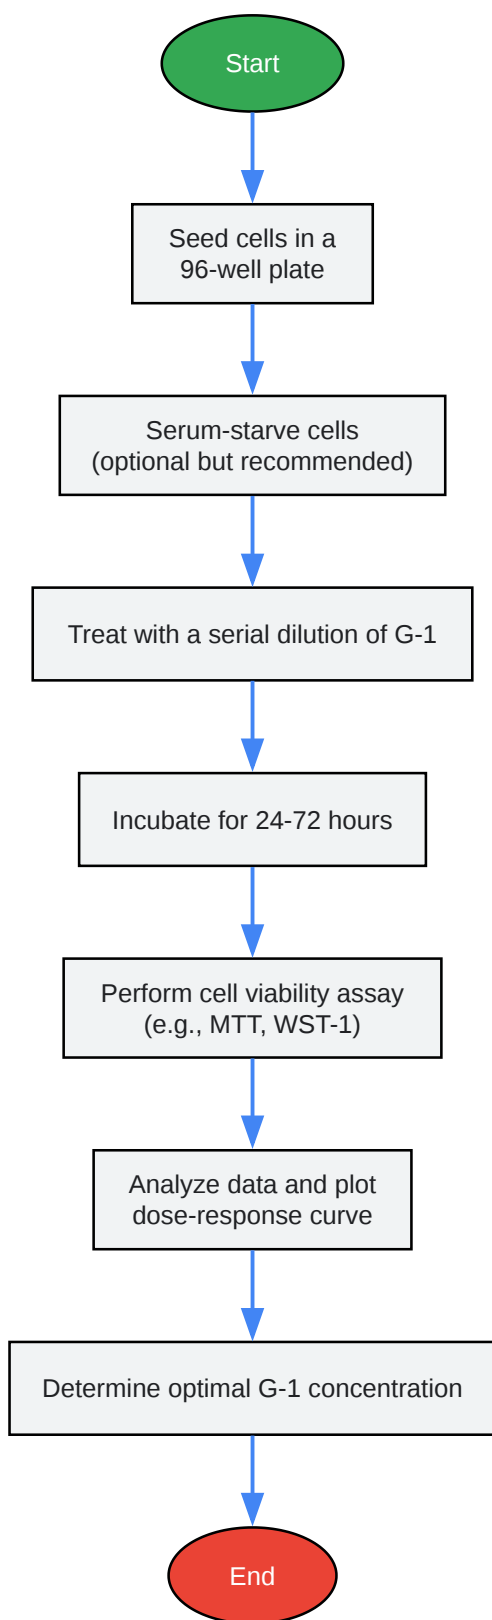 Start
Seed cells in a
96-well plate
Serum-starve cells
(optional but recommended)
Treat with a serial dilution of G-1
Incubate for 24-72 hours
Perform cell viability assay
(e.g., MTT, WST-1)
Analyze data and plot
dose-response curve
Determine optimal G-1 concentration
End